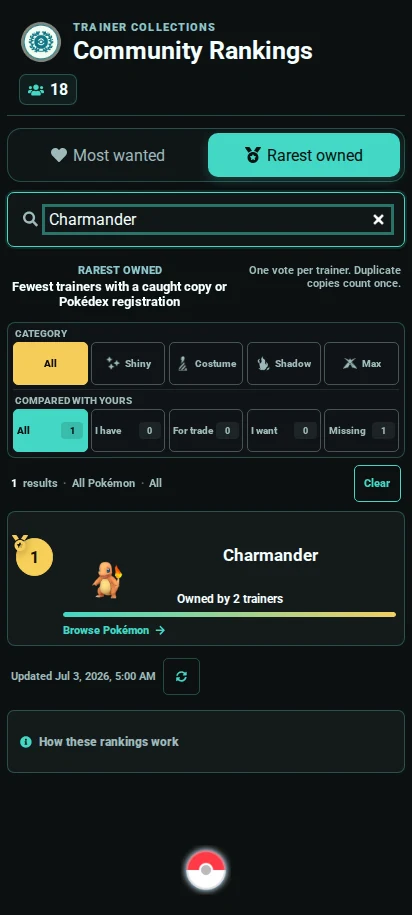 TRAINER COLLECTIONS
Community Rankings
18
Most wanted
Rarest owned
Charmander
RAREST OWNED
Fewest trainers with a caught copy or
Pokédex registration
One vote per trainer. Duplicate
copies count once.
CATEGORY
All
Shiny
Costume
Shadow
Max
COMPARED WITH YOURS
All 1
I have 0
For trade 0
I want 0
Missing 1
1 results · All Pokémon · All
Clear
1
Charmander
Owned by 2 trainers
Browse Pokémon
Updated Jul 3, 2026, 5:00 AM
How these rankings work